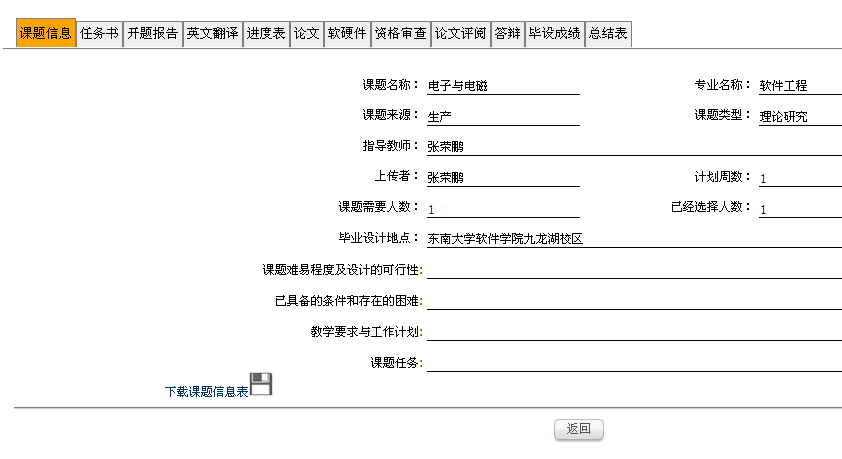 课题信息 任务书 开题报告 英文翻译 进度表 论文 软硬件 资格审查 论文评阅 答辩 毕设成绩 总结表
课题名称： 电子与电磁 专业名称： 软件工程
课题来源： 生产 课题类型： 理论研究
指导教师： 张荣鹏
上传者： 张荣鹏 计划周数： 1
课题需要人数： 1 已经选择人数： 1
毕业设计地点： 东南大学软件学院九龙湖校区
课题难易程度及设计的可行性:
已具备的条件和存在的困难:
教学要求与工作计划:
课题任务:
下载课题信息表
返回